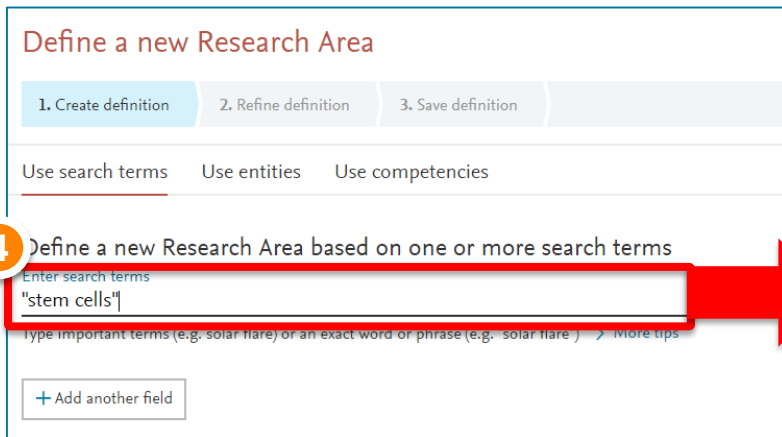 Define a new Research Area
1. Create definition 2. Refine definition 3. Save definition
Use search terms Use entities Use competencies
4 Define a new Research Area based on one or more search terms
Enter search terms
"stem cells"
Type important terms (e.g. solar flare) or an exact word or phrase (e.g. "solar flare") > More tips
+ Add another field